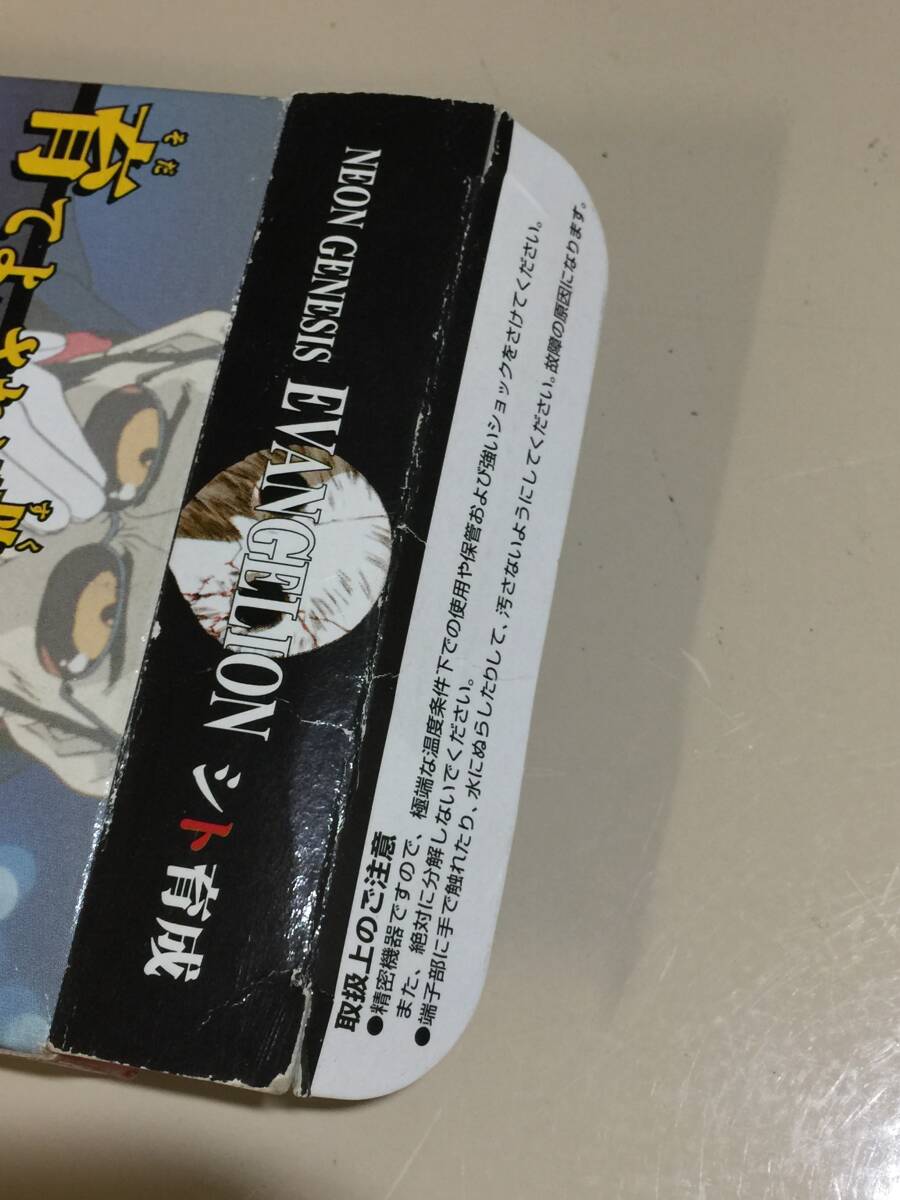 そだ
育てよ
NEON GENESIS EVANGELION シト育成
取扱上のご注意
●精密機器ですので、極端な温度条件下での使用や保管および強いショックをさけてください。
また、絶対に分解しないでください。
●端子部に手で触れたり、水にぬらしたりして、汚さないようにしてください。故障の原因になります。